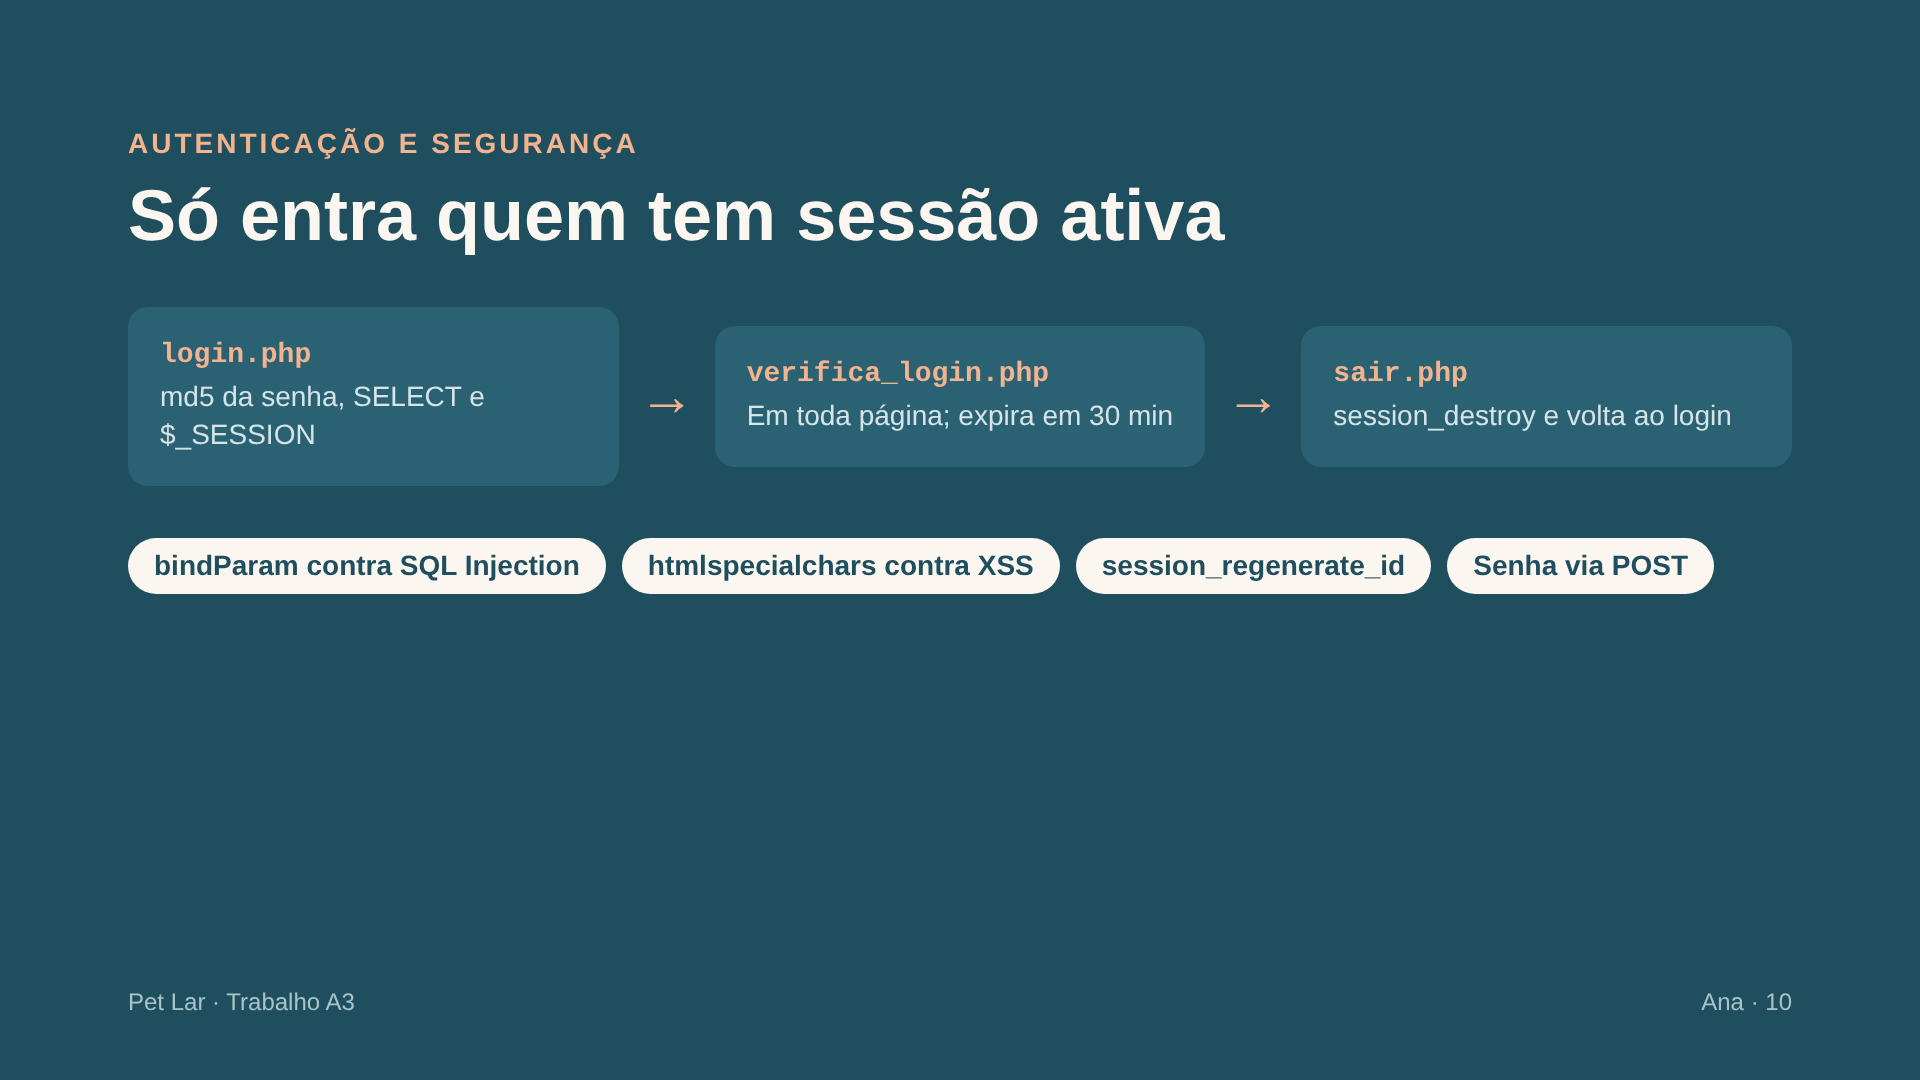 AUTENTICAÇÃO E SEGURANÇA
Só entra quem tem sessão ativa
login.php
md5 da senha, SELECT e
$_SESSION
→
verifica_login.php
Em toda página; expira em 30 min
→
sair.php
session_destroy e volta ao login
bindParam contra SQL Injection
htmlspecialchars contra XSS
session_regenerate_id
Senha via POST
Pet Lar · Trabalho A3
Ana · 10